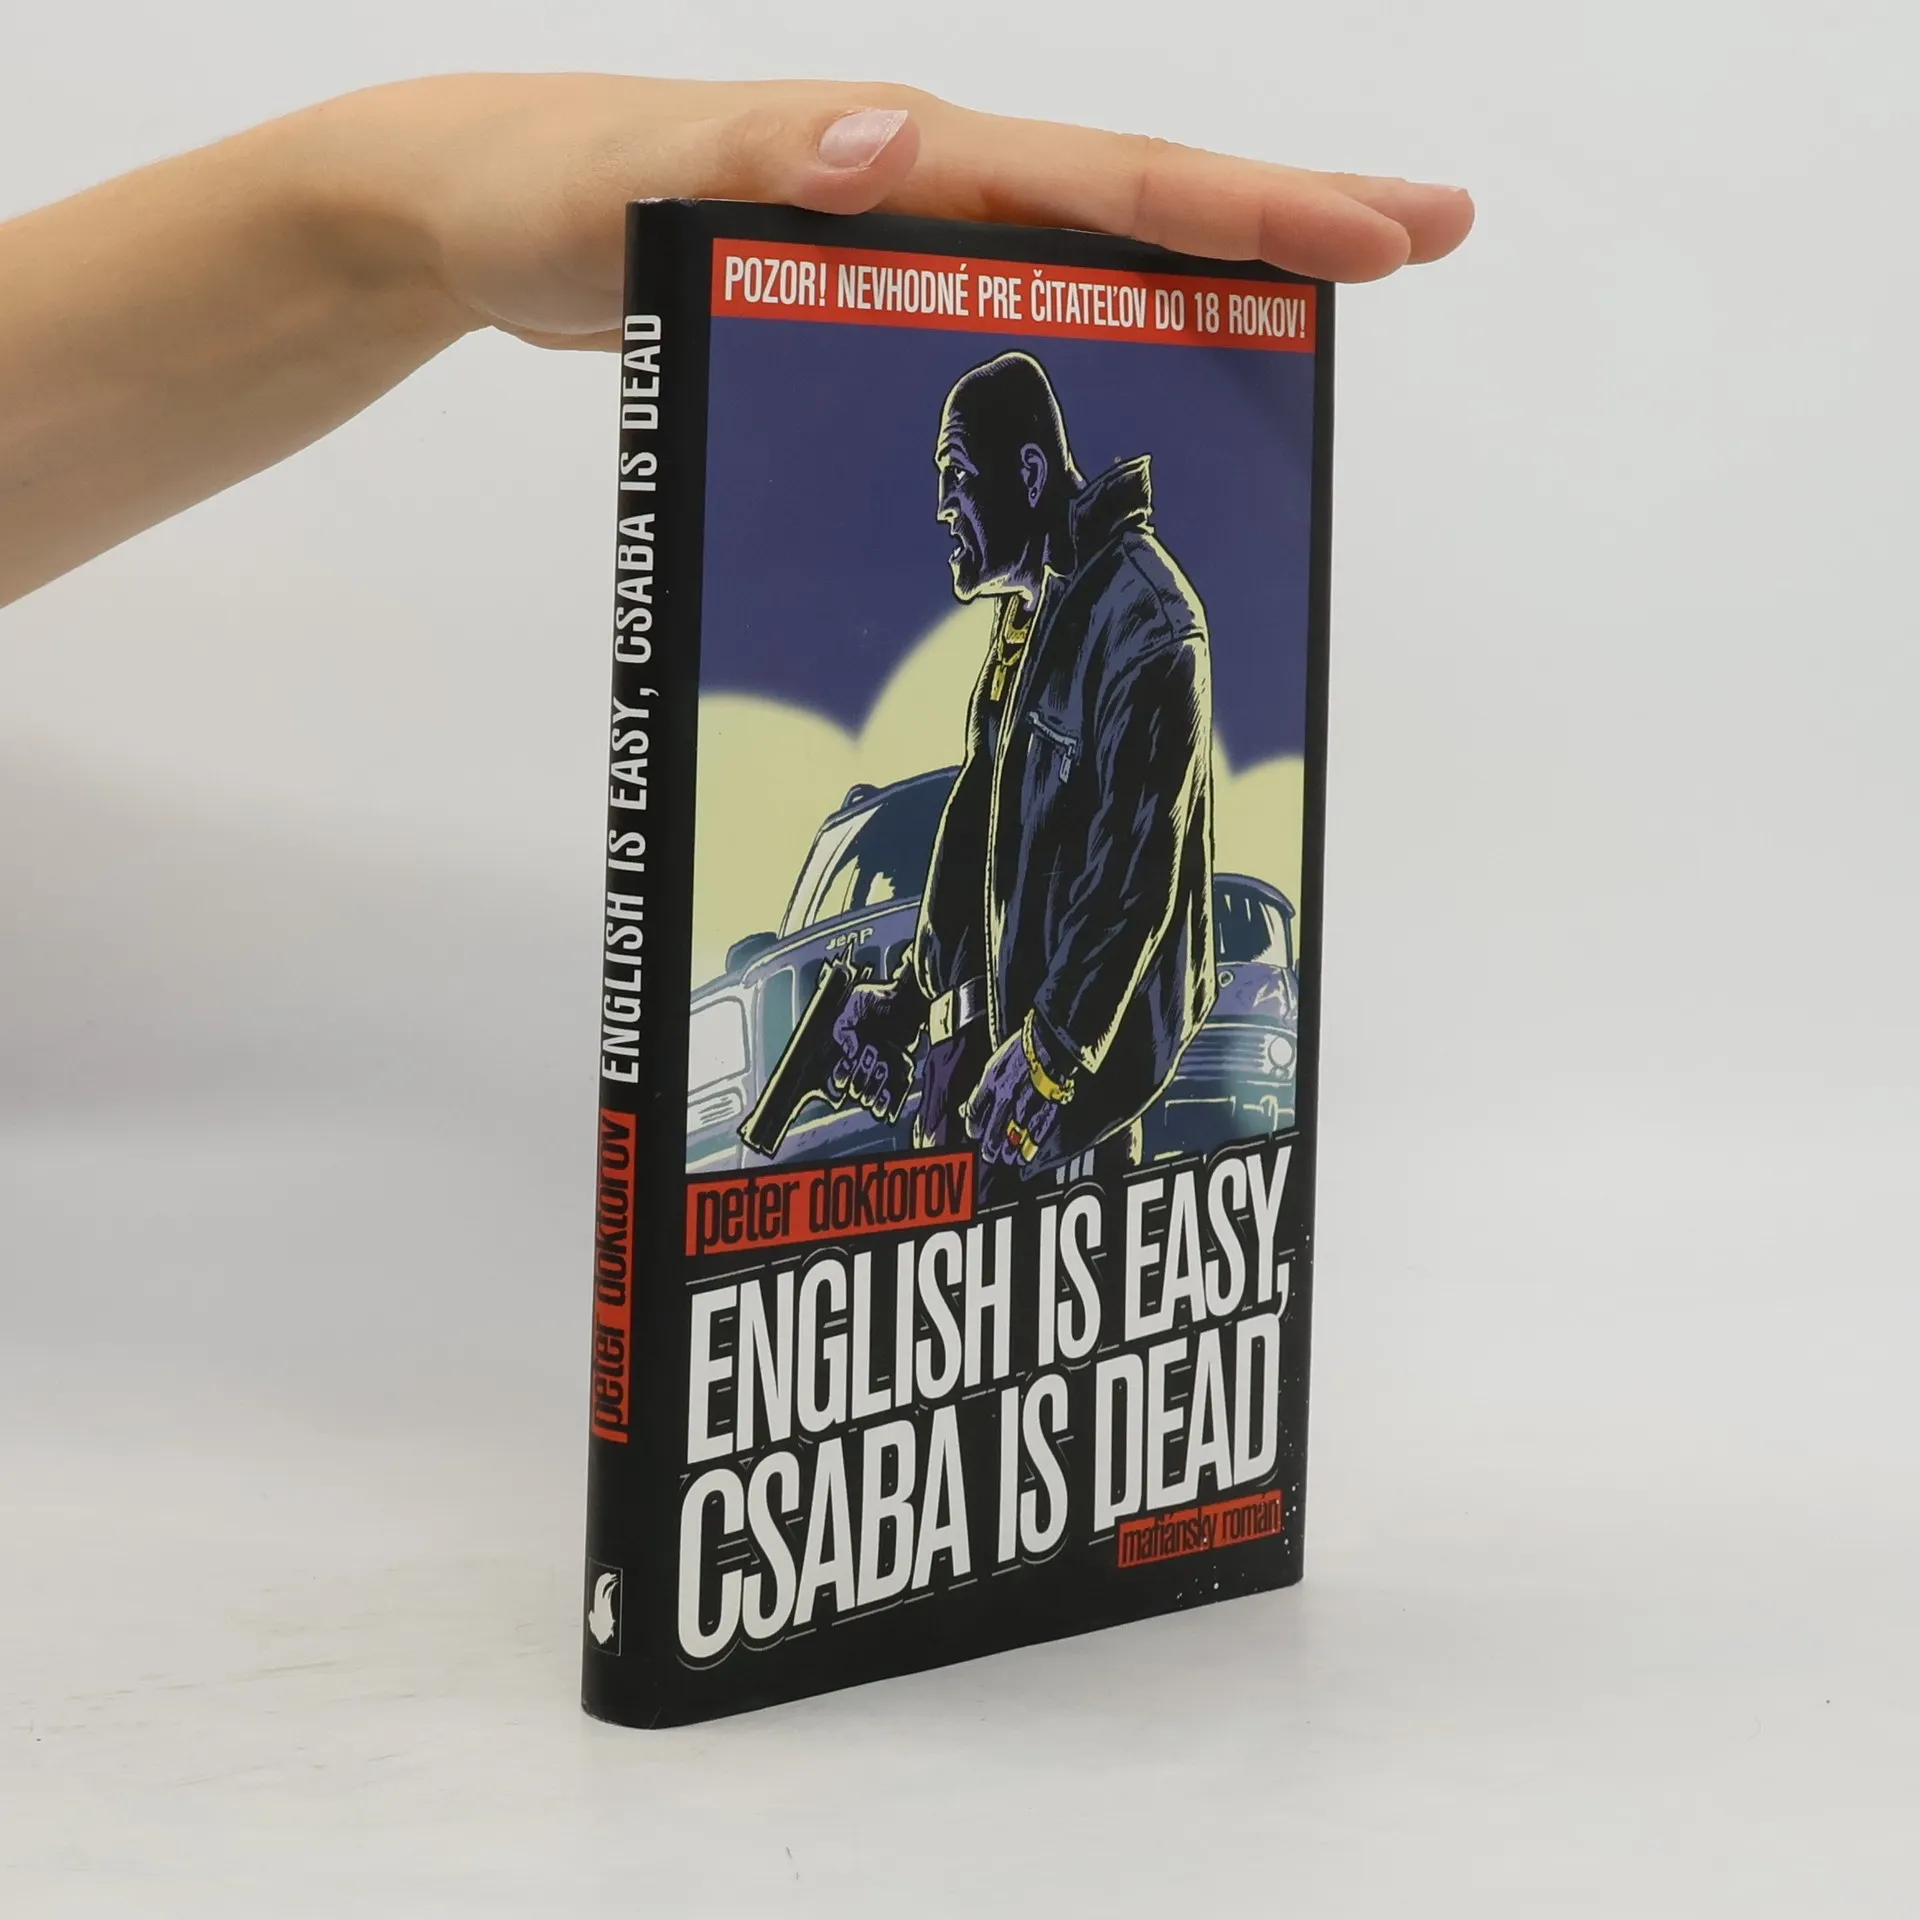 POZOR! NEVHODNÉ PRE ČITATEĽOV DO 18 ROKOV!
Jeep
peter doktorov
ENGLISH IS EASY,
CSABA IS DEAD
mafiánsky román
peter doktorov ENGLISH IS EASY, CSABA IS DEAD